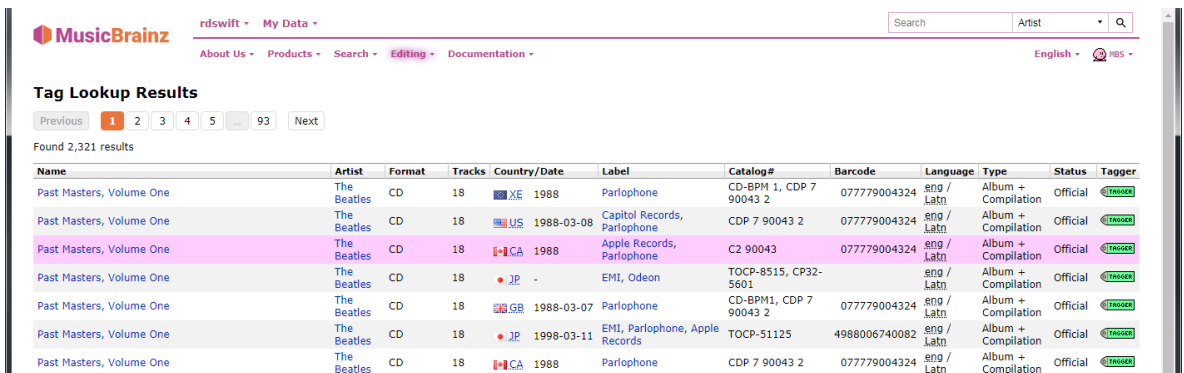 MusicBrainz
rdswift ▾ My Data ▾
Search Artist
About Us ▾ Products ▾ Search ▾ Editing ▾ Documentation ▾
English ▾ MBS ▾
Tag Lookup Results
Previous 1 2 3 4 5 ... 93 Next
Found 2,321 results
Name Artist Format Tracks Country/Date Label Catalog# Barcode Language Type Status Tagger
Past Masters, Volume One The Beatles CD 18 XE 1988 Parlophone CD-BPM 1, CDP 7 90043 2 077779004324 eng / Latn Album + Compilation Official TAGGER
Past Masters, Volume One The Beatles CD 18 US 1988-03-08 Capitol Records, Parlophone CDP 7 90043 2 077779004324 eng / Latn Album + Compilation Official TAGGER
Past Masters, Volume One The Beatles CD 18 CA 1988 Apple Records, Parlophone C2 90043 077779004324 eng / Latn Album + Compilation Official TAGGER
Past Masters, Volume One The Beatles CD 18 JP - EMI, Odeon TOCP-8515, CP32-5601 eng / Latn Album + Compilation Official TAGGER
Past Masters, Volume One The Beatles CD 18 GB 1988-03-07 Parlophone CD-BPM1, CDP 7 90043 2 077779004324 eng / Latn Album + Compilation Official TAGGER
Past Masters, Volume One The Beatles CD 18 JP 1998-03-11 EMI, Parlophone, Apple Records TOCP-51125 4988006740082 eng / Latn Album + Compilation Official TAGGER
Past Masters, Volume One The Beatles CD 18 CA 1988 Parlophone CDP 7 90043 2 077779004324 eng / Latn Album + Compilation Official TAGGER